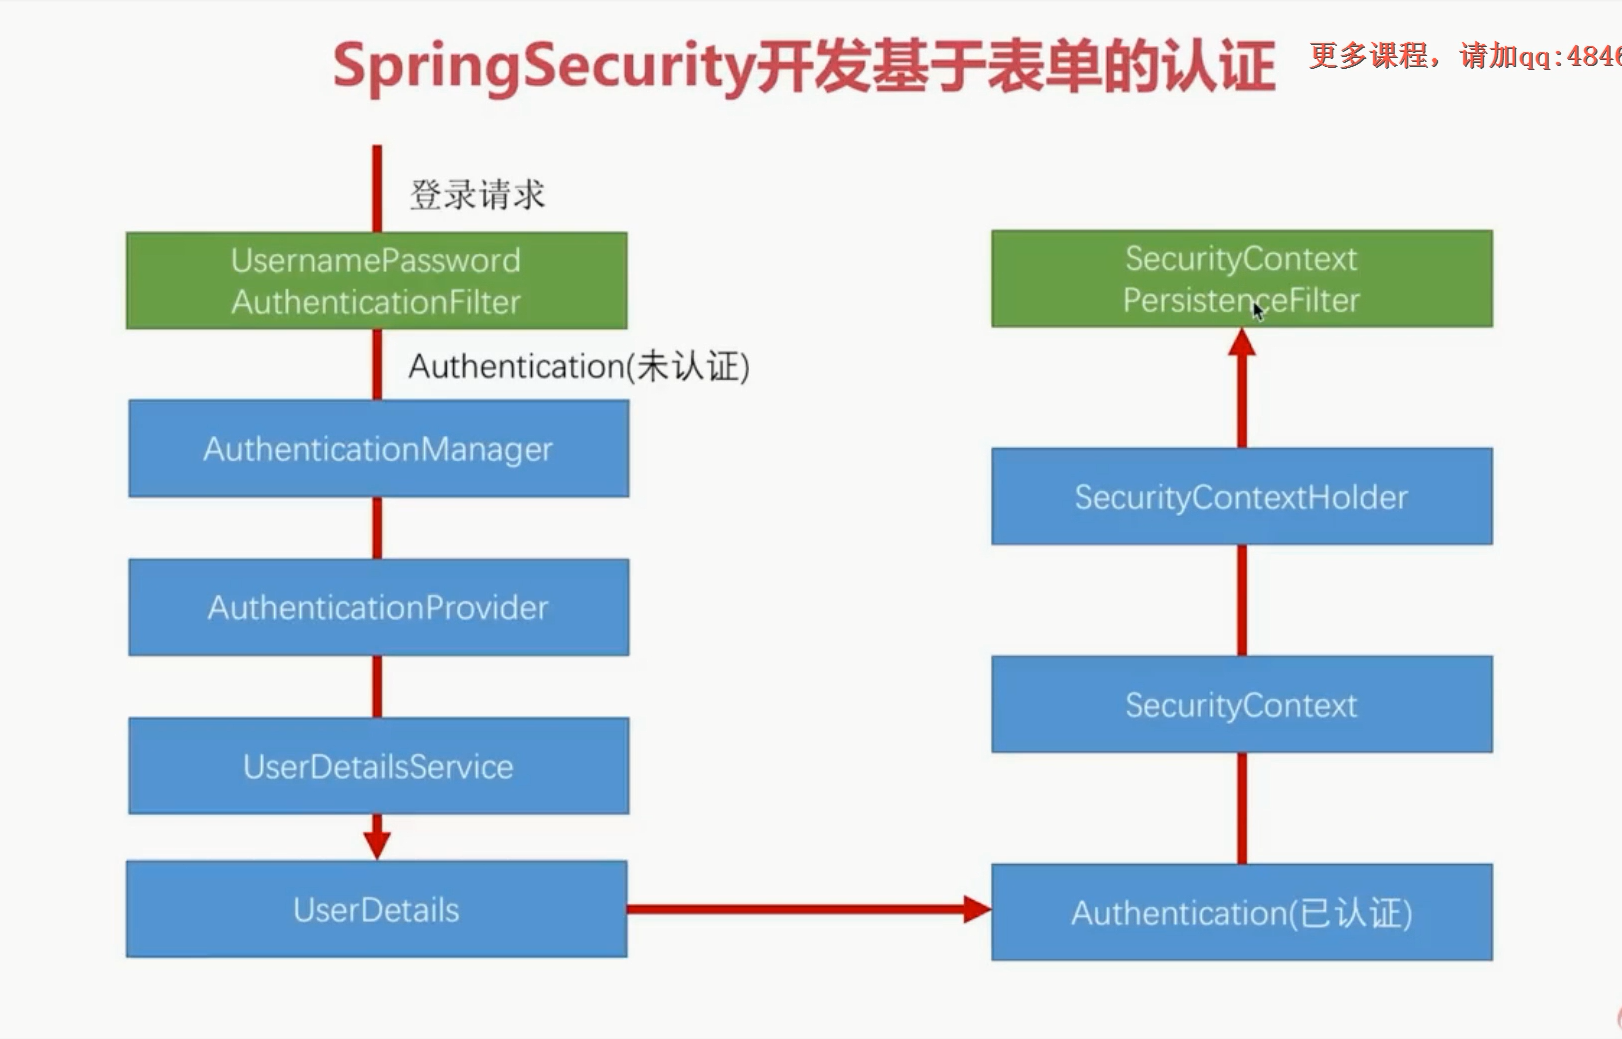 SpringSecurity开发基于表单的认证
更多课程，请加qq:4846
登录请求
UsernamePassword
AuthenticationFilter
Authentication(未认证)
AuthenticationManager
AuthenticationProvider
UserDetailsService
UserDetails
SecurityContext
PersistenceFilter
SecurityContextHolder
SecurityContext
Authentication(已认证)